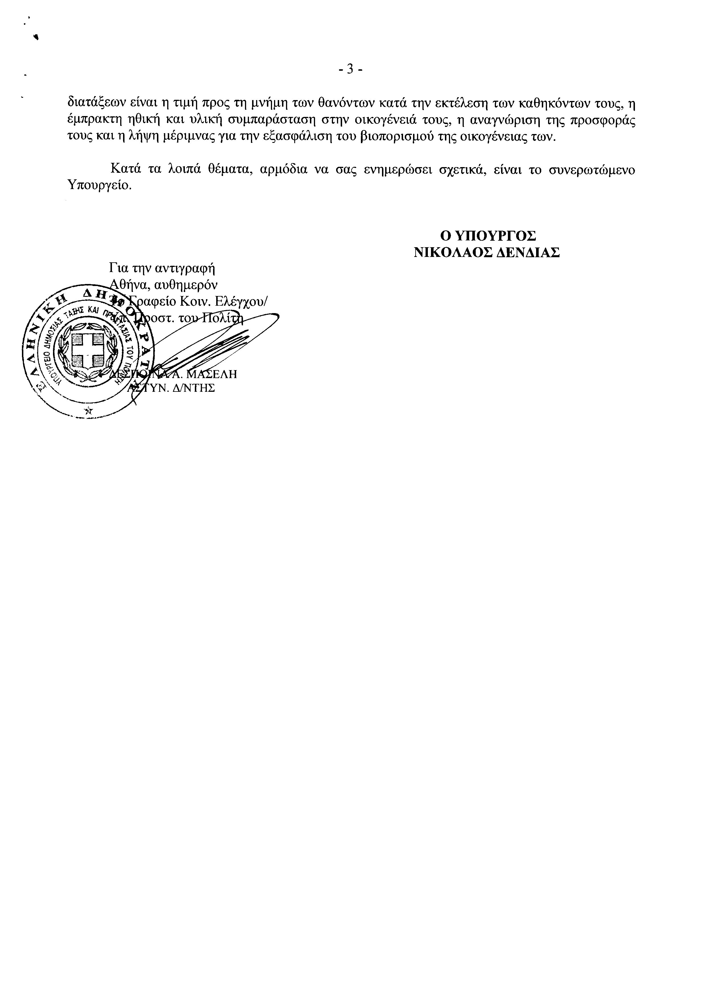 - 3 -
διατάξεων είναι η τιμή προς τη μνήμη των θανόντων κατά την εκτέλεση των καθηκόντων τους, η
έμπρακτη ηθική και υλική συμπαράσταση στην οικογένειά τους, η αναγνώριση της προσφοράς
τους και η λήψη μέριμνας για την εξασφάλιση του βιοπορισμού της οικογένειας των.
Κατά τα λοιπά θέματα, αρμόδια να σας ενημερώσει σχετικά, είναι το συνερωτώμενο
Υπουργείο.
Ο ΥΠΟΥΡΓΟΣ
ΝΙΚΟΛΑΟΣ ΔΕΝΔΙΑΣ
Για την αντιγραφή
Αθήνα, αυθημερόν
Το Γραφείο Κοιν. Ελέγχου/
Υπ. Προστ. του Πολίτη
ΔΕΣΠΟΙΝΑ Α. ΜΑΣΕΛΗ
ΑΣΤΥΝ. Δ/ΝΤΗΣ
ΕΛΛΗΝΙΚΗ ΔΗΜΟΚΡΑΤΙΑ
ΥΠΟΥΡΓΕΙΟ ΔΗΜΟΣΙΑΣ ΤΑΞΗΣ ΚΑΙ ΠΡΟΣΤΑΣΙΑΣ ΤΟΥ ΠΟΛΙΤΗ